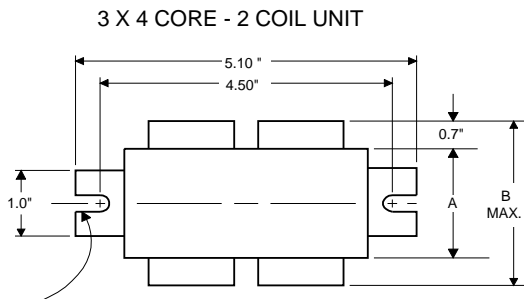 3 X 4 CORE - 2 COIL UNIT
5.10 "
4.50"
0.7"
1.0"
A
B
MAX.